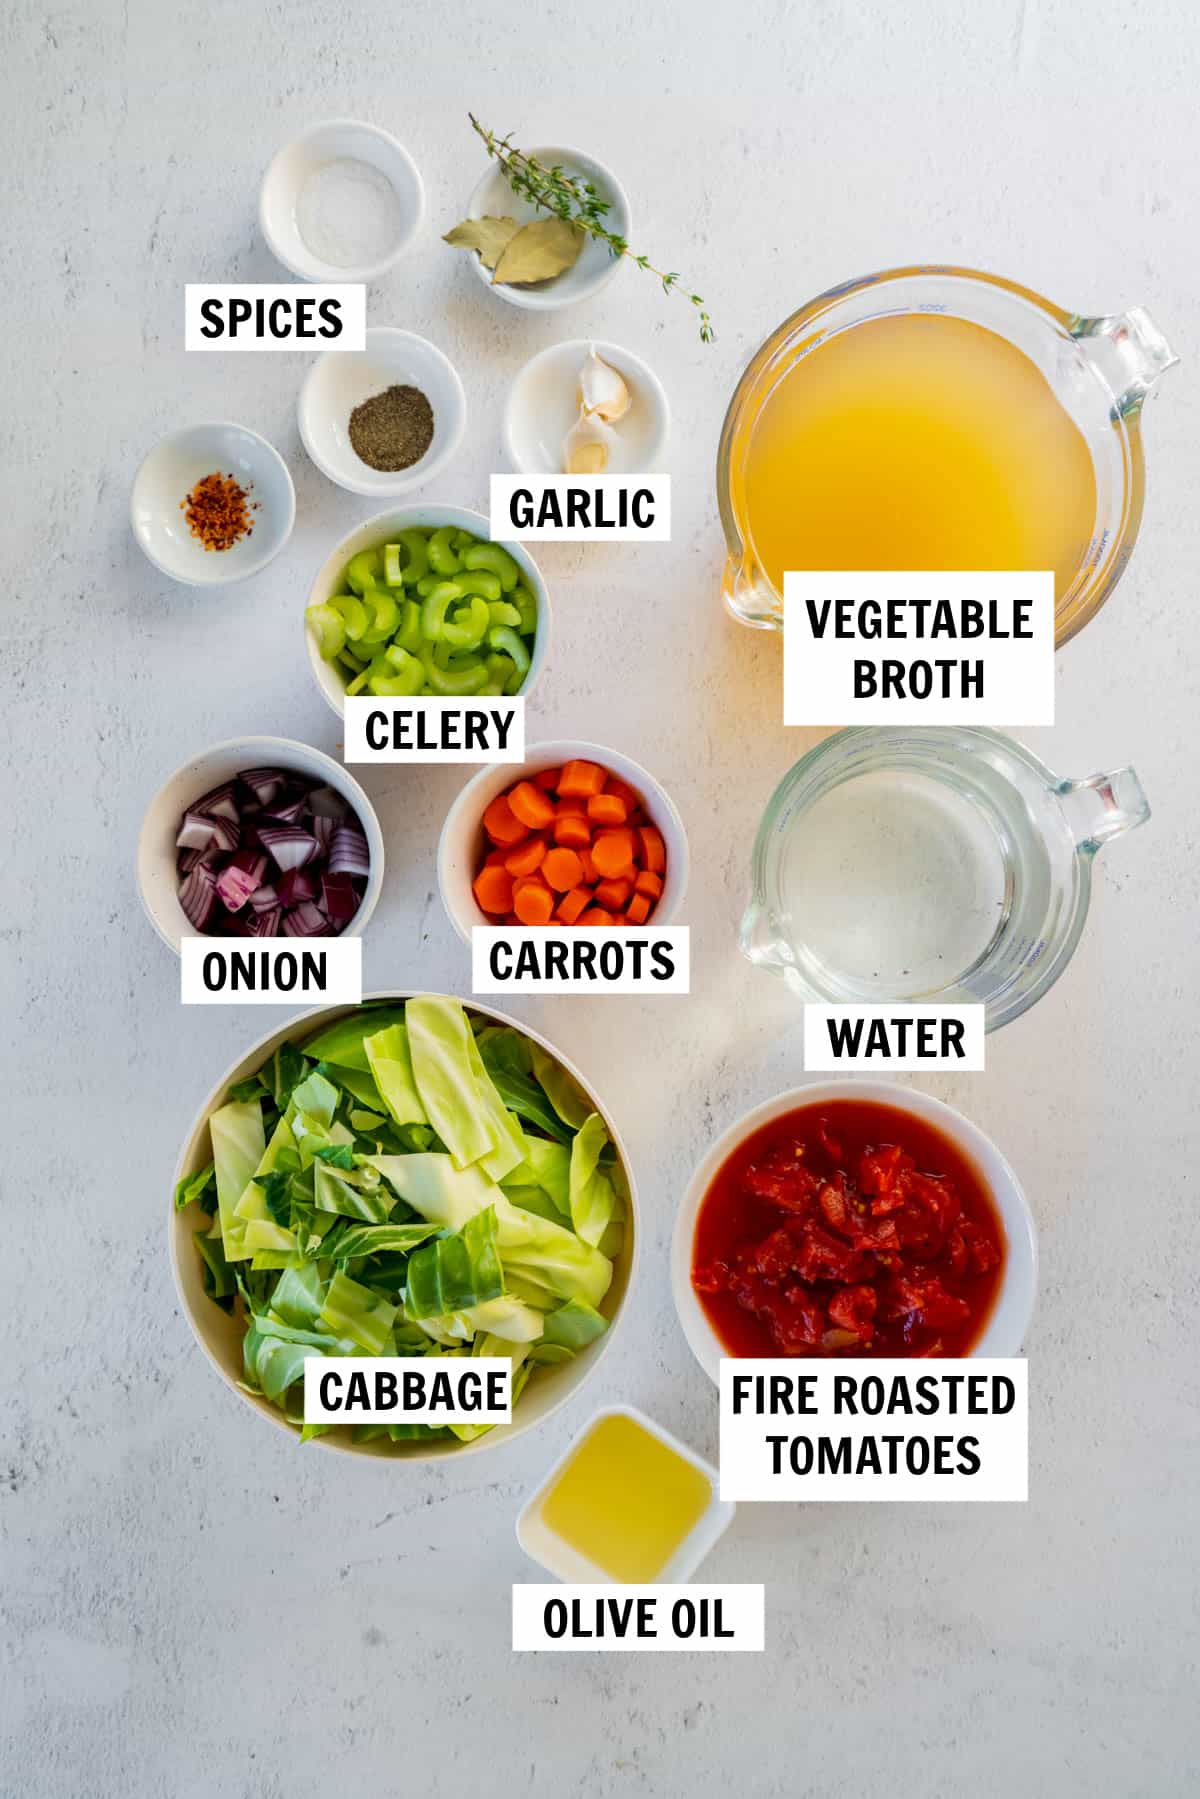 SPICES
GARLIC
VEGETABLE
BROTH
CELERY
ONION
CARROTS
WATER
CABBAGE
FIRE ROASTED
TOMATOES
OLIVE OIL